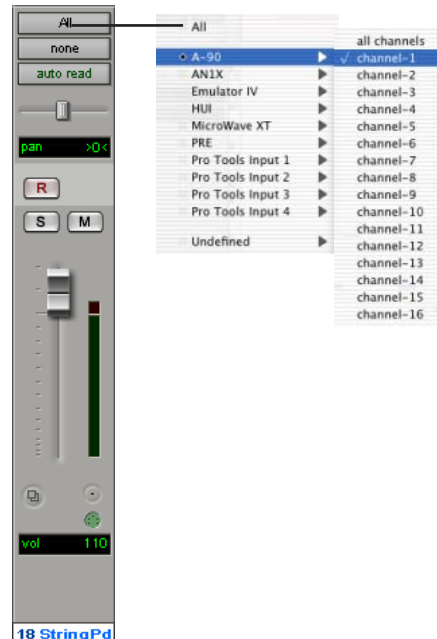 All
none
auto read
pan >0<
R
S M
vol 110
18 StringPd
All
A-90
AN1X
Emulator IV
HUI
MicroWave XT
PRE
Pro Tools Input 1
Pro Tools Input 2
Pro Tools Input 3
Pro Tools Input 4
Undefined
all channels
✓ channel-1
channel-2
channel-3
channel-4
channel-5
channel-6
channel-7
channel-8
channel-9
channel-10
channel-11
channel-12
channel-13
channel-14
channel-15
channel-16